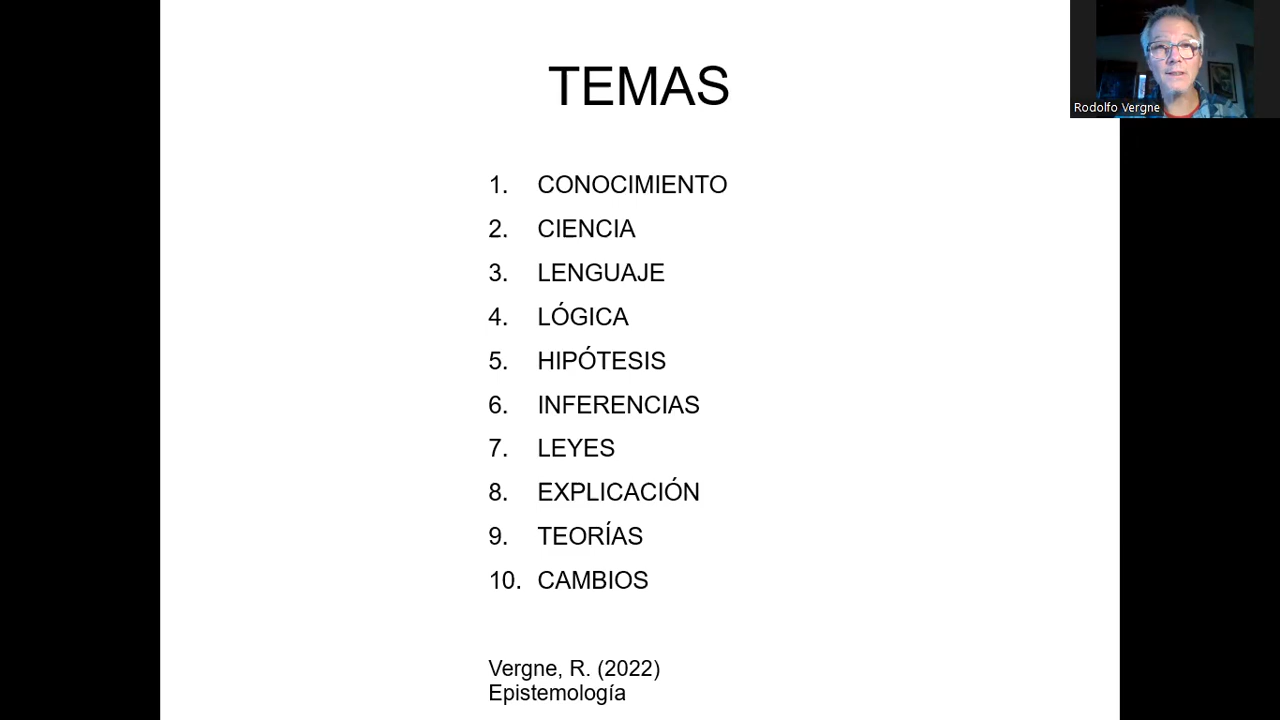 TEMAS
Rodolfo Vergne
1. CONOCIMIENTO
2. CIENCIA
3. LENGUAJE
4. LÓGICA
5. HIPÓTESIS
6. INFERENCIAS
7. LEYES
8. EXPLICACIÓN
9. TEORÍAS
10. CAMBIOS
Vergne, R. (2022)
Epistemología